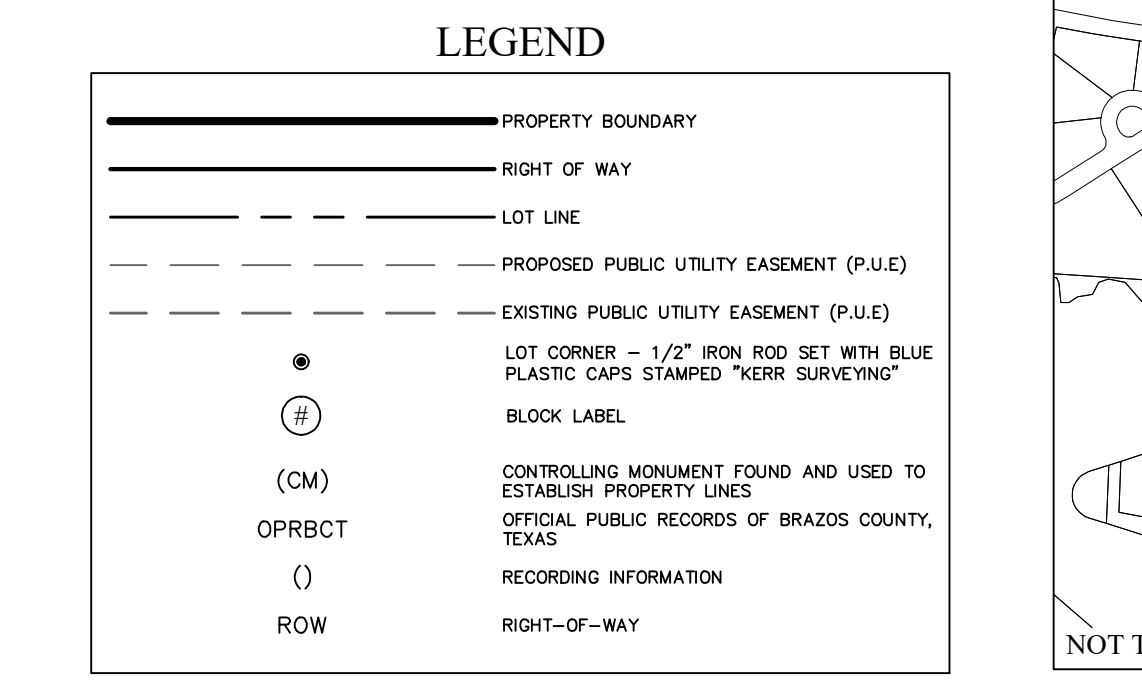 LEGEND
PROPERTY BOUNDARY
RIGHT OF WAY
LOT LINE
PROPOSED PUBLIC UTILITY EASEMENT (P.U.E)
EXISTING PUBLIC UTILITY EASEMENT (P.U.E)
LOT CORNER – 1/2" IRON ROD SET WITH BLUE
PLASTIC CAPS STAMPED "KERR SURVEYING"
# BLOCK LABEL
(CM) CONTROLLING MONUMENT FOUND AND USED TO
ESTABLISH PROPERTY LINES
OPRBCT OFFICIAL PUBLIC RECORDS OF BRAZOS COUNTY,
TEXAS
() RECORDING INFORMATION
ROW RIGHT–OF–WAY
NOT T